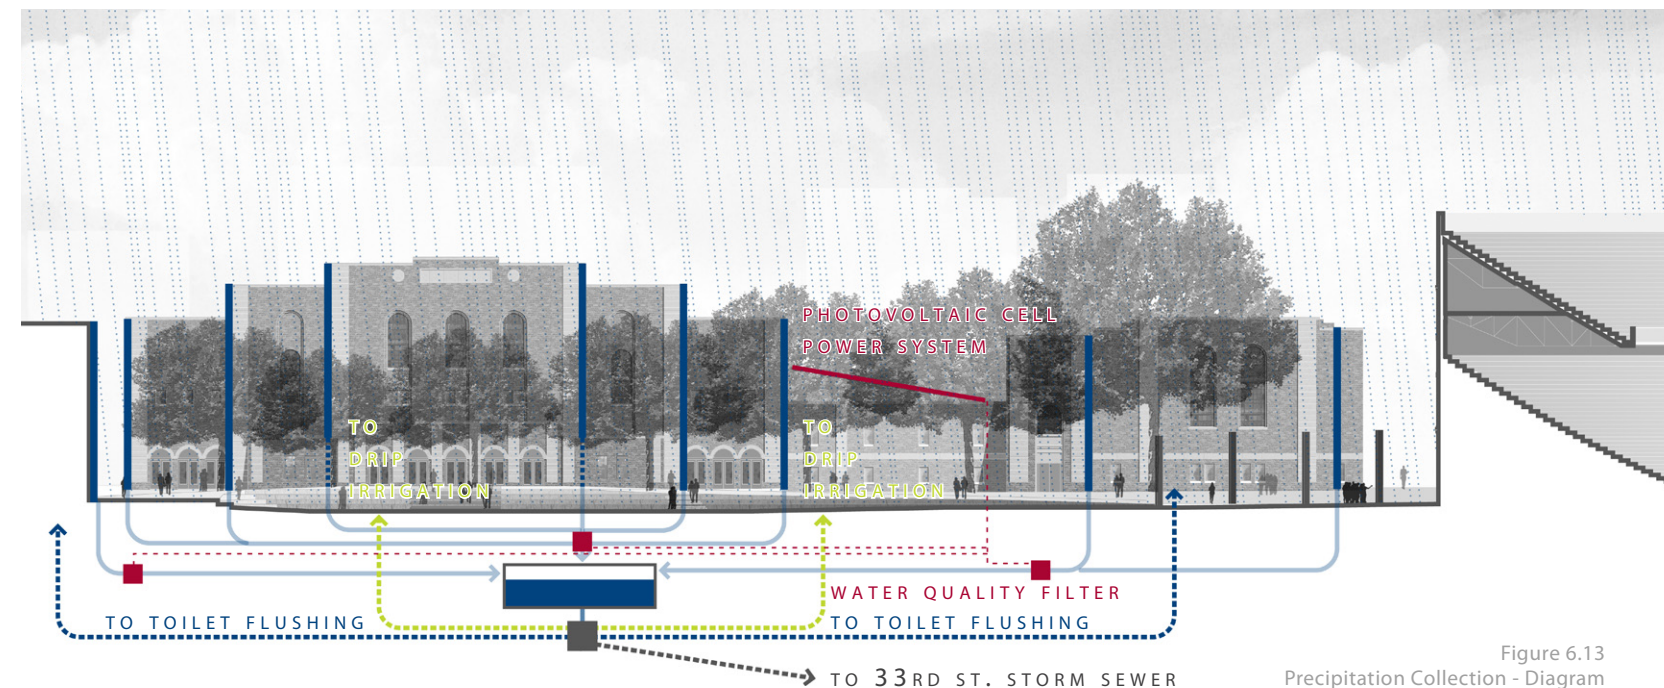 PHOTOVOLTAIC CELL
POWER SYSTEM
TO
DRIP
IRRIGATION
TO
DRIP
IRRIGATION
WATER QUALITY FILTER
TO TOILET FLUSHING
TO TOILET FLUSHING
TO 33RD ST. STORM SEWER
Figure 6.13
Precipitation Collection - Diagram